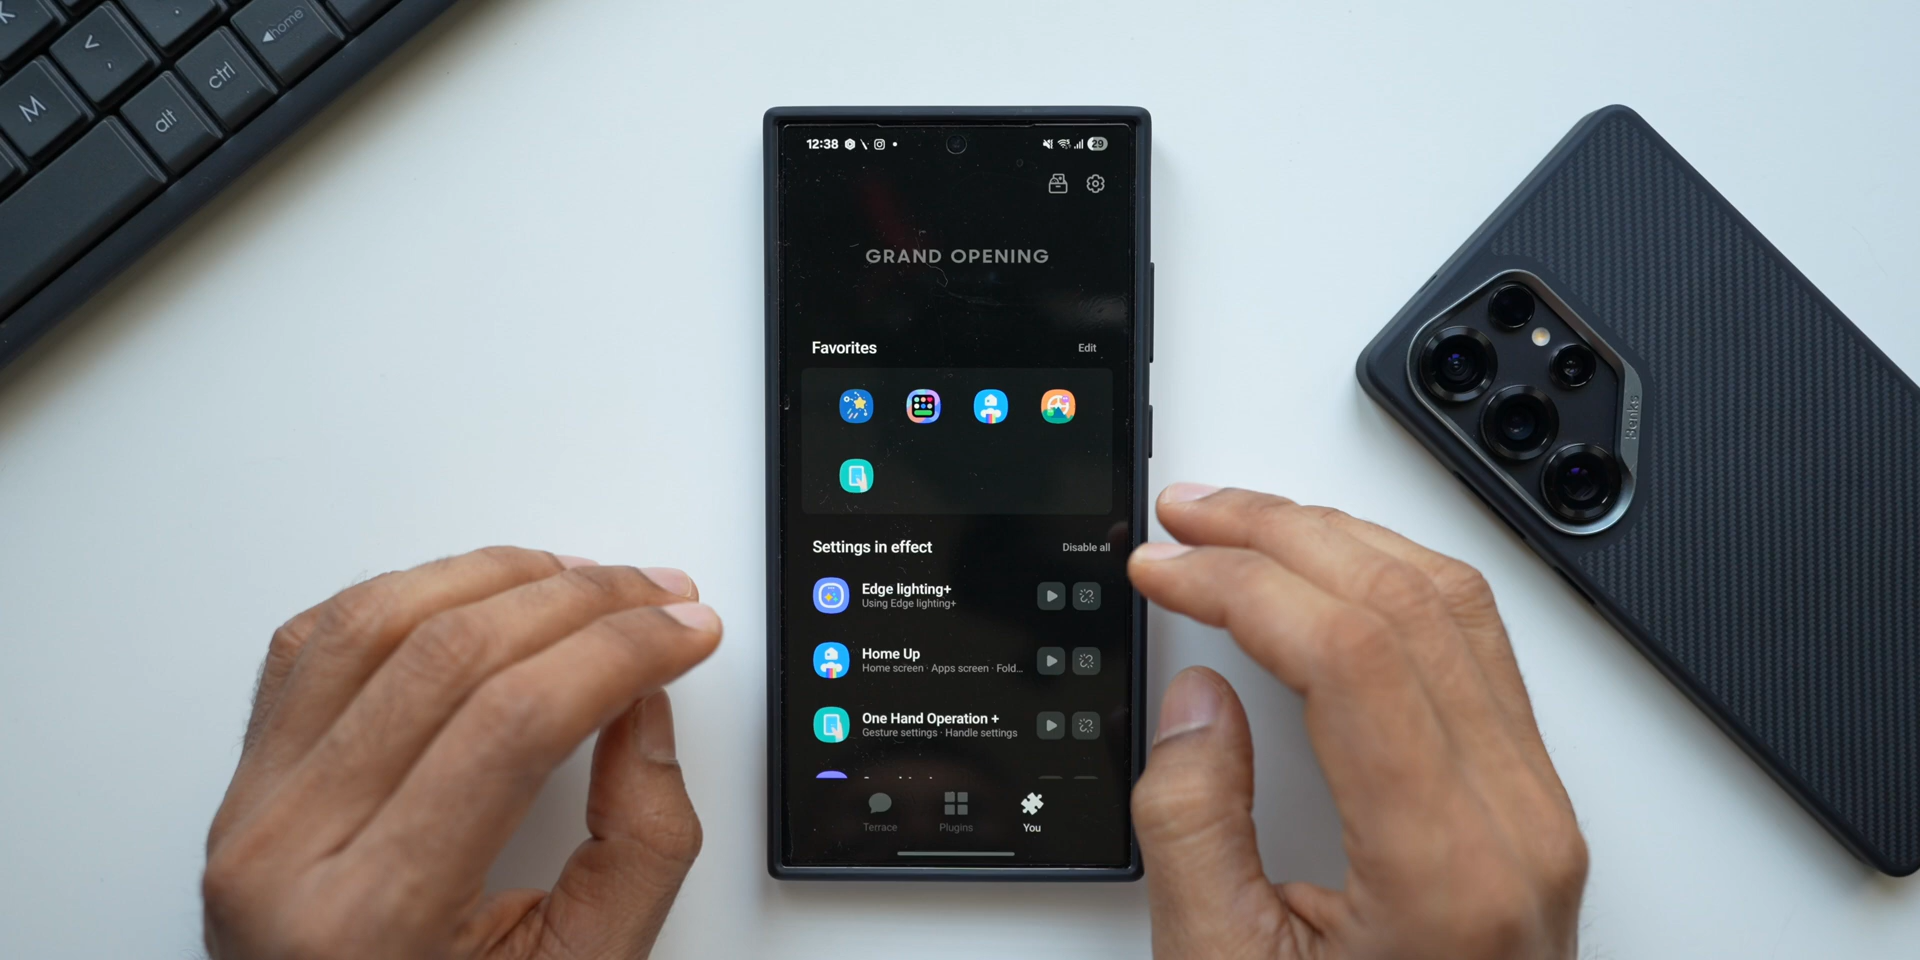 K
<
,
home
ctrl
M
alt
12:38
29
GRAND OPENING
Favorites
Edit
Settings in effect
Disable all
Edge lighting+
Using Edge lighting+
Home Up
Home screen · Apps screen · Fold...
One Hand Operation +
Gesture settings · Handle settings
Terrace
Plugins
You
Benks